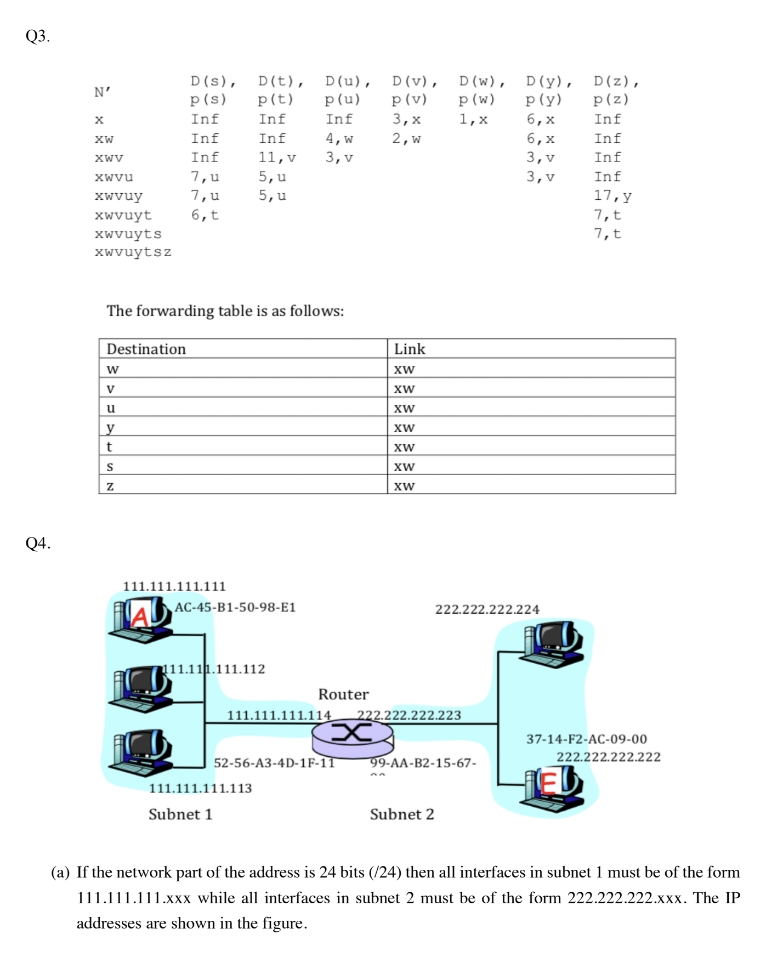 Q3.
N′ D(s), p(s) D(t), p(t) D(u), p(u) D(v), p(v) D(w), p(w) D(y), p(y) D(z), p(z)
x Inf Inf Inf 3,x 1,x 6,x Inf
xw Inf Inf 4,w 2,w 6,x Inf
xwv Inf 11,v 3,v 3,v Inf
xwvu 7,u 5,u 3,v Inf
xwvuy 7,u 5,u 17,y
xwvuyt 6,t 7,t
xwvuyts 7,t
xwvuytsz
The forwarding table is as follows:
Destination Link
w xw
v xw
u xw
y xw
t xw
s xw
z xw
Q4.
111.111.111.111
A AC-45-B1-50-98-E1
222.222.222.224
111.111.111.112
Router
111.111.111.114 222.222.222.223
37-14-F2-AC-09-00
222.222.222.222
52-56-A3-4D-1F-11 99-AA-B2-15-67-
E
111.111.111.113
Subnet 1 Subnet 2
(a) If the network part of the address is 24 bits (/24) then all interfaces in subnet 1 must be of the form
111.111.111.xxx while all interfaces in subnet 2 must be of the form 222.222.222.xxx. The IP
addresses are shown in the figure.